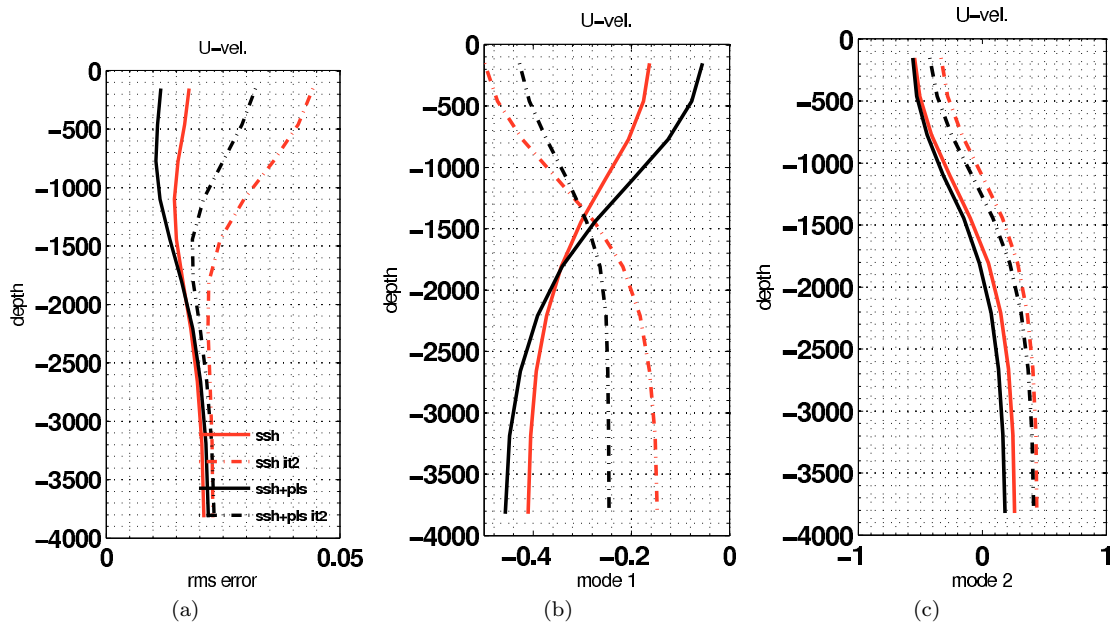 U-vel.
0
−500
−1000
−1500
−2000
−2500
−3000
−3500
−4000
depth
0
0.05
rms error
ssh
ssh it2
ssh+pls
ssh+pls it2
(a)
U-vel.
0
−500
−1000
−1500
−2000
−2500
−3000
−3500
−4000
depth
−0.4
−0.2
0
mode 1
(b)
U-vel.
0
−500
−1000
−1500
−2000
−2500
−3000
−3500
−4000
depth
−1
0
1
mode 2
(c)